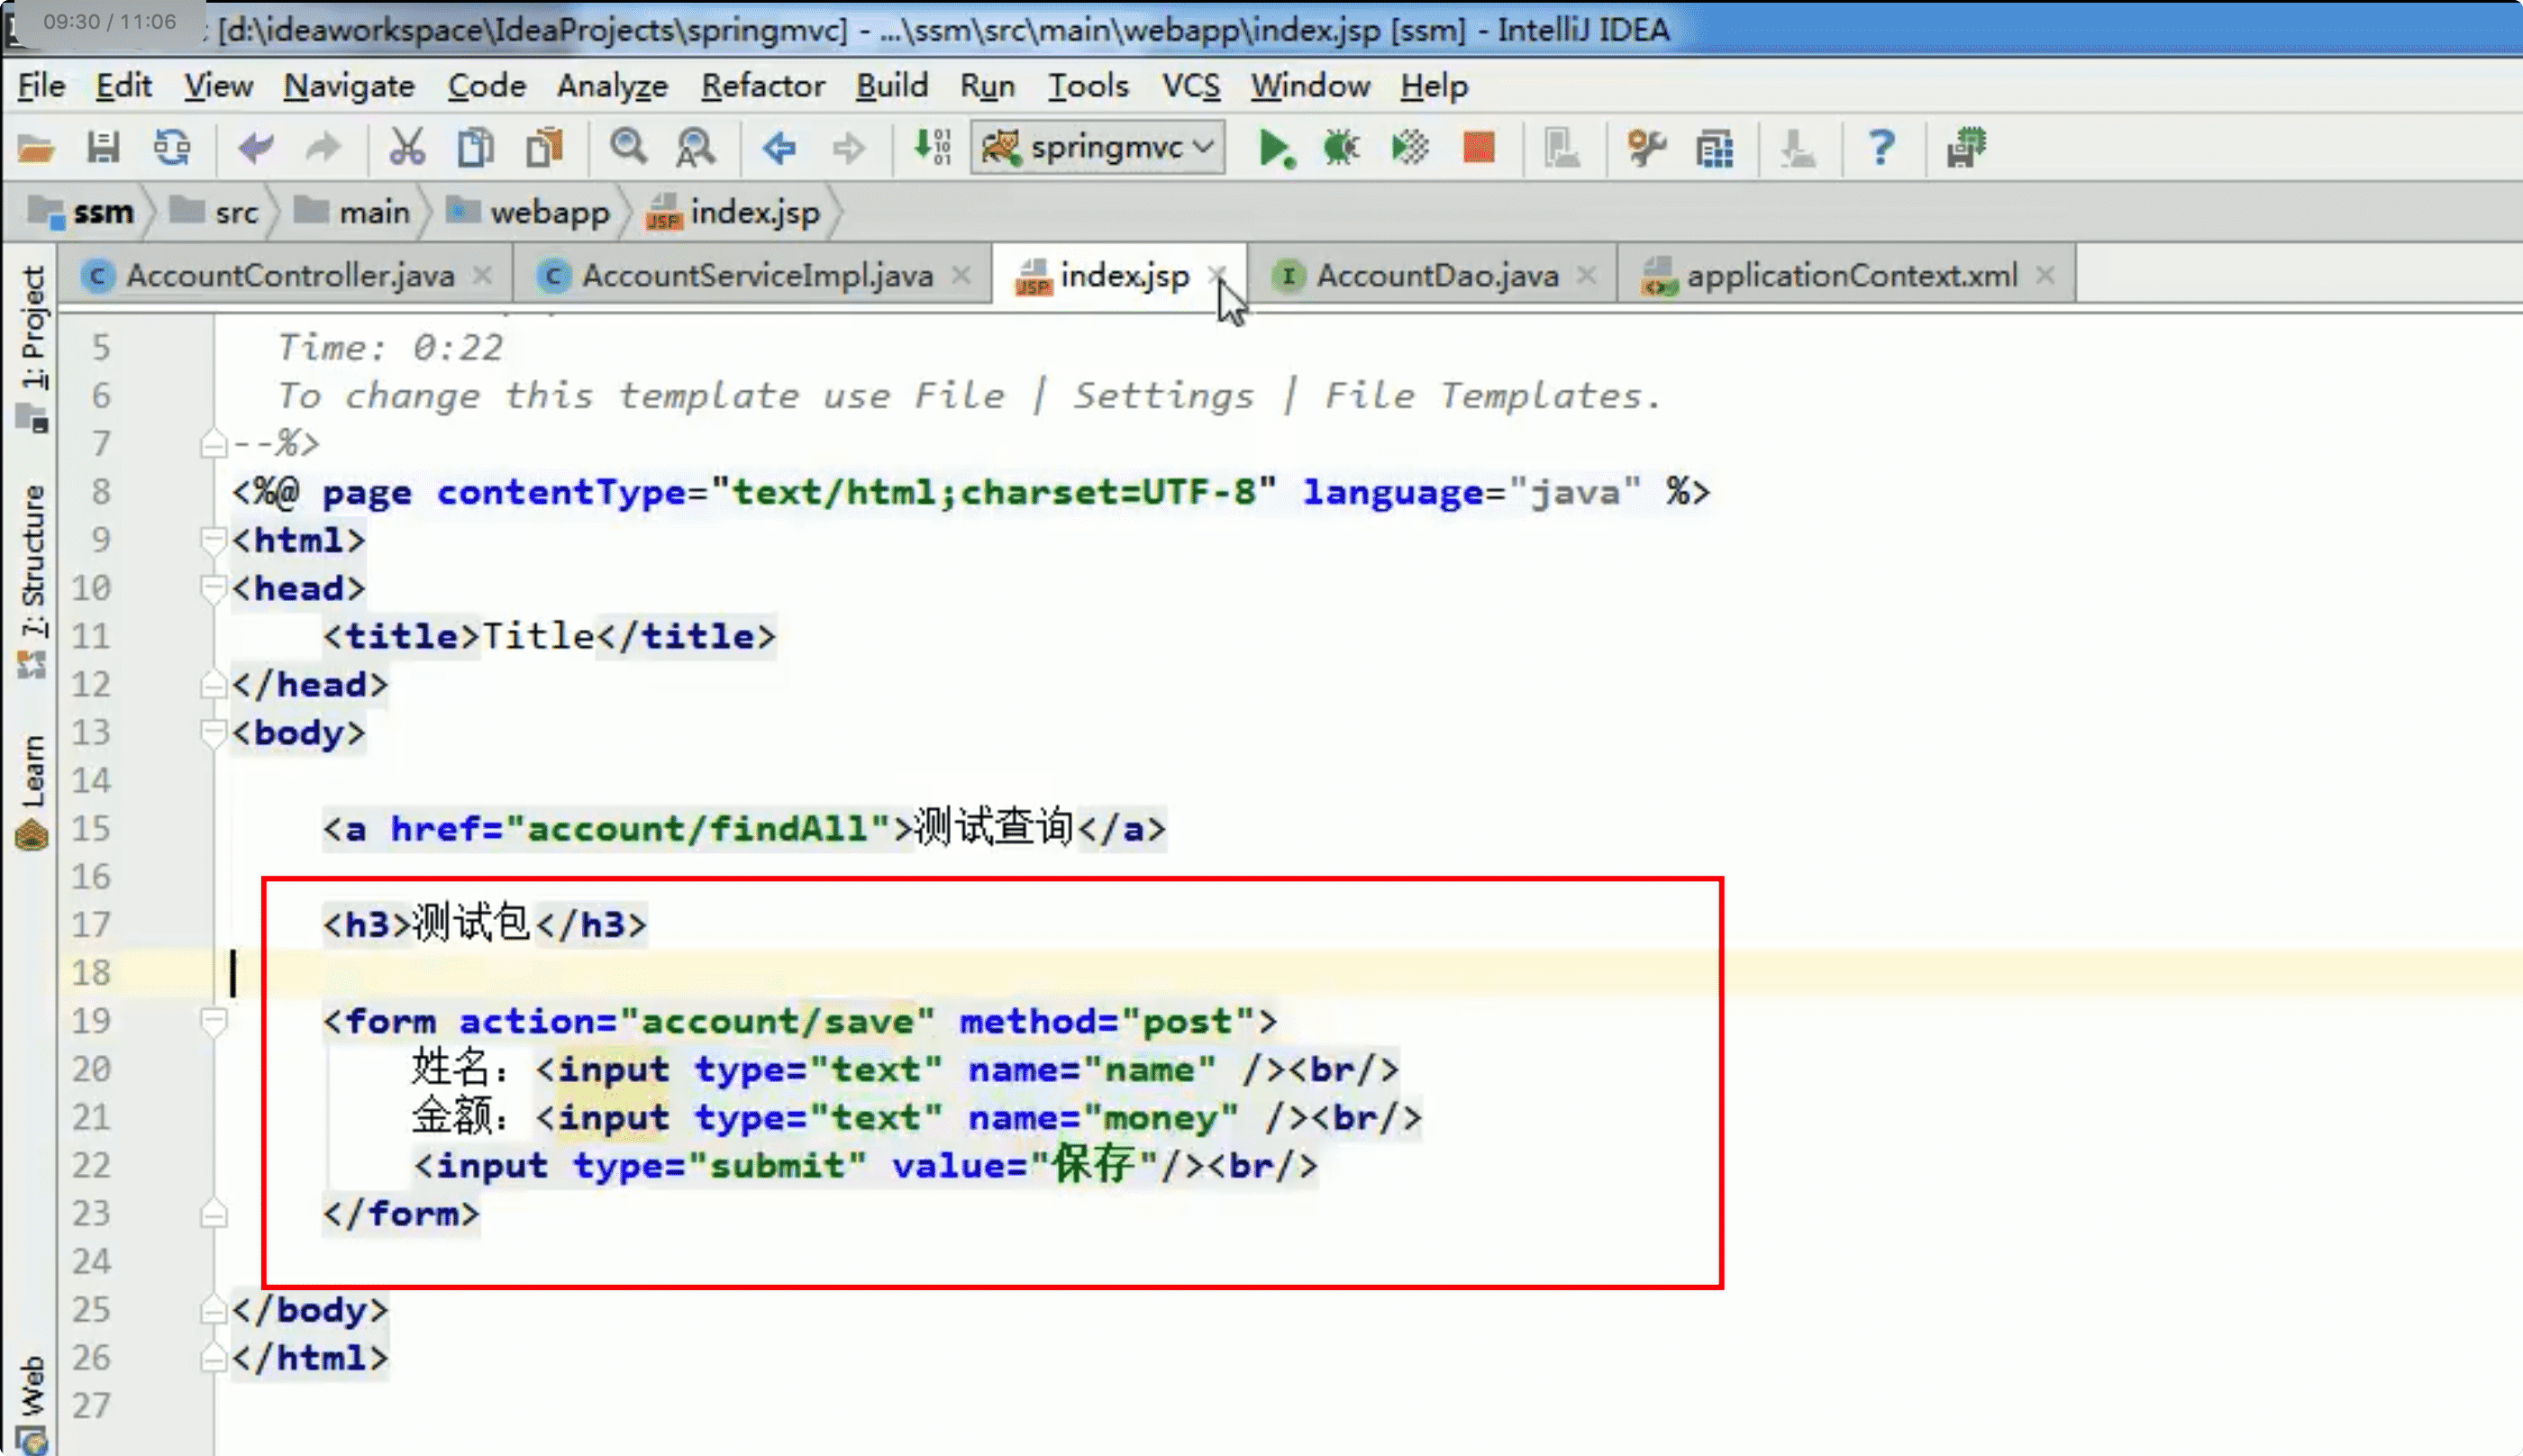 09:30 / 11:06
[d:\ideaworkspace\IdeaProjects\springmvc] - ...\ssm\src\main\webapp\index.jsp [ssm] - IntelliJ IDEA
File Edit View Navigate Code Analyze Refactor Build Run Tools VCS Window Help
springmvc
ssm src main webapp index.jsp
AccountController.java AccountServiceImpl.java index.jsp AccountDao.java applicationContext.xml
1: Project
7: Structure
Learn
Web
5 Time: 0:22
6 To change this template use File | Settings | File Templates.
7 --%>
8 <%@ page contentType="text/html;charset=UTF-8" language="java" %>
9 <html>
10 <head>
11 <title>Title</title>
12 </head>
13 <body>
14
15 <a href="account/findAll">测试查询</a>
16
17 <h3>测试包</h3>
18
19 <form action="account/save" method="post">
20 姓名：<input type="text" name="name" /><br/>
21 金额：<input type="text" name="money" /><br/>
22 <input type="submit" value="保存"/><br/>
23 </form>
24
25 </body>
26 </html>
27